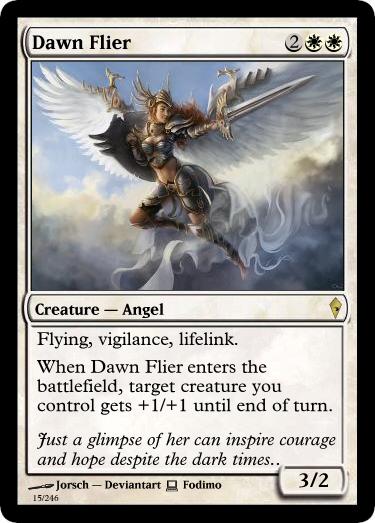 Dawn Flier 2
Creature — Angel
Flying, vigilance, lifelink.
When Dawn Flier enters the
battlefield, target creature you
control gets +1/+1 until end of turn.
Just a glimpse of her can inspire courage
and hope despite the dark times..
3/2
Jorsch — Deviantart Fodimo
15/246